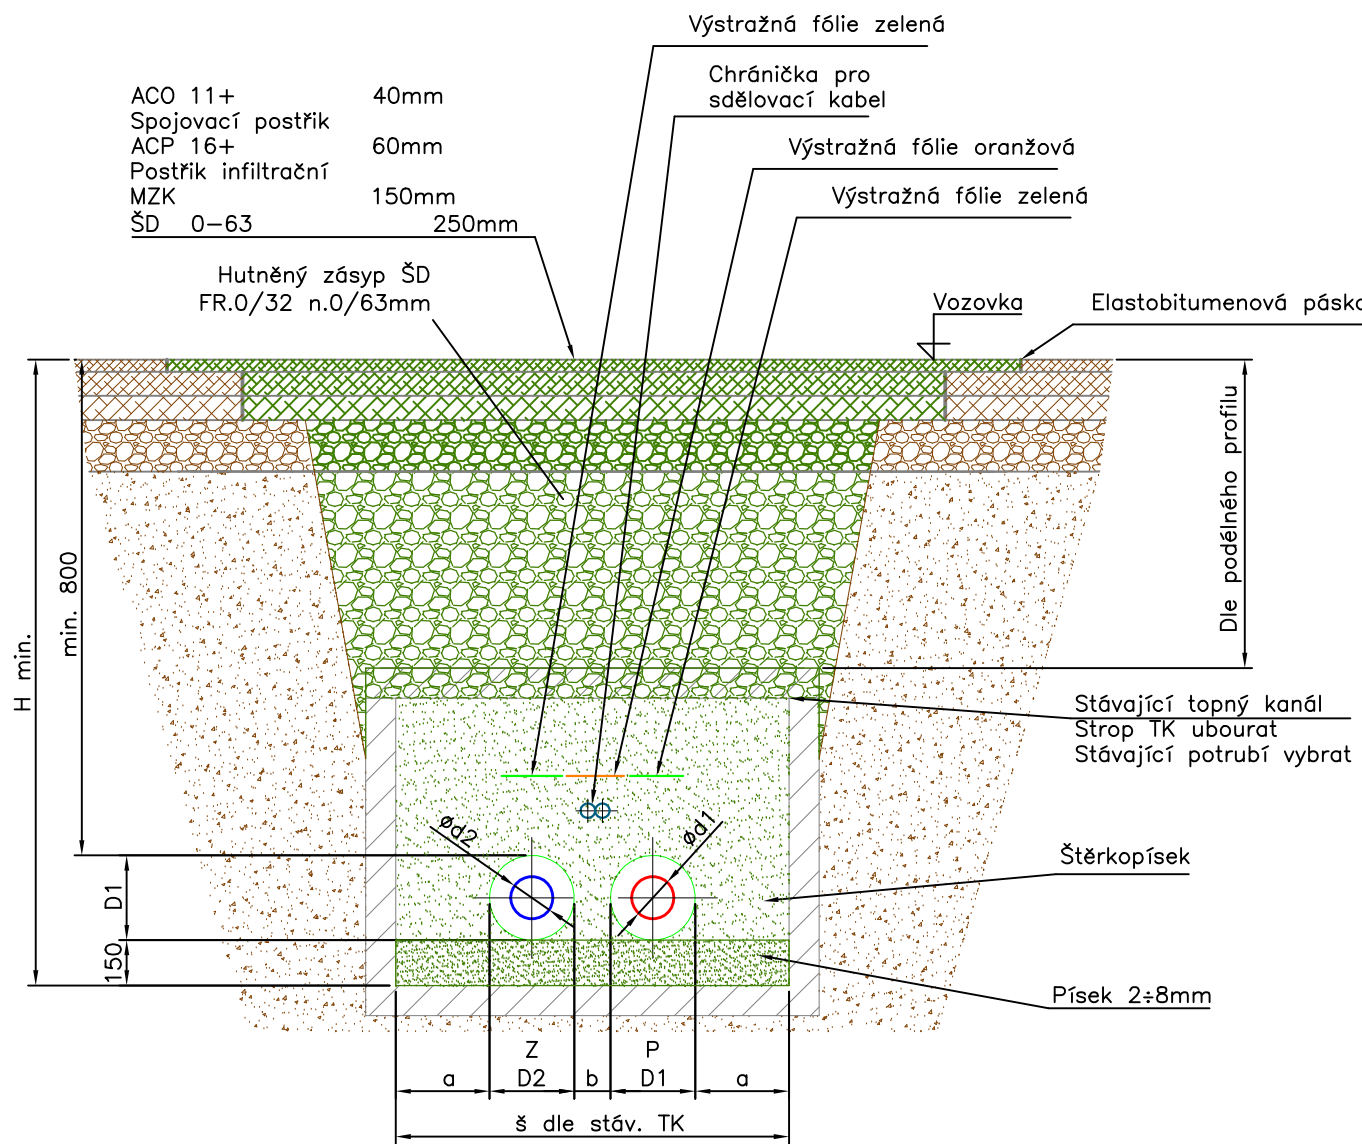 Výstražná fólie zelená
Chránička pro
sdělovací kabel
ACO 11+ 40mm
Spojovací postřik
ACP 16+ 60mm
Postřik infiltrační
MZK 150mm
ŠD 0-63 250mm
Výstražná fólie oranžová
Výstražná fólie zelená
Hutněný zásyp ŠD
FR.0/32 n.0/63mm
Vozovka
Elastobitumenová páska
Dle podélného profilu
min. 800
H min.
Stávající topný kanál
Strop TK ubourat
Stávající potrubí vybrat
ød2
ød1
Štěrkopísek
D1
150
Písek 2÷8mm
Z P
a D2 b D1 a
š dle stáv. TK